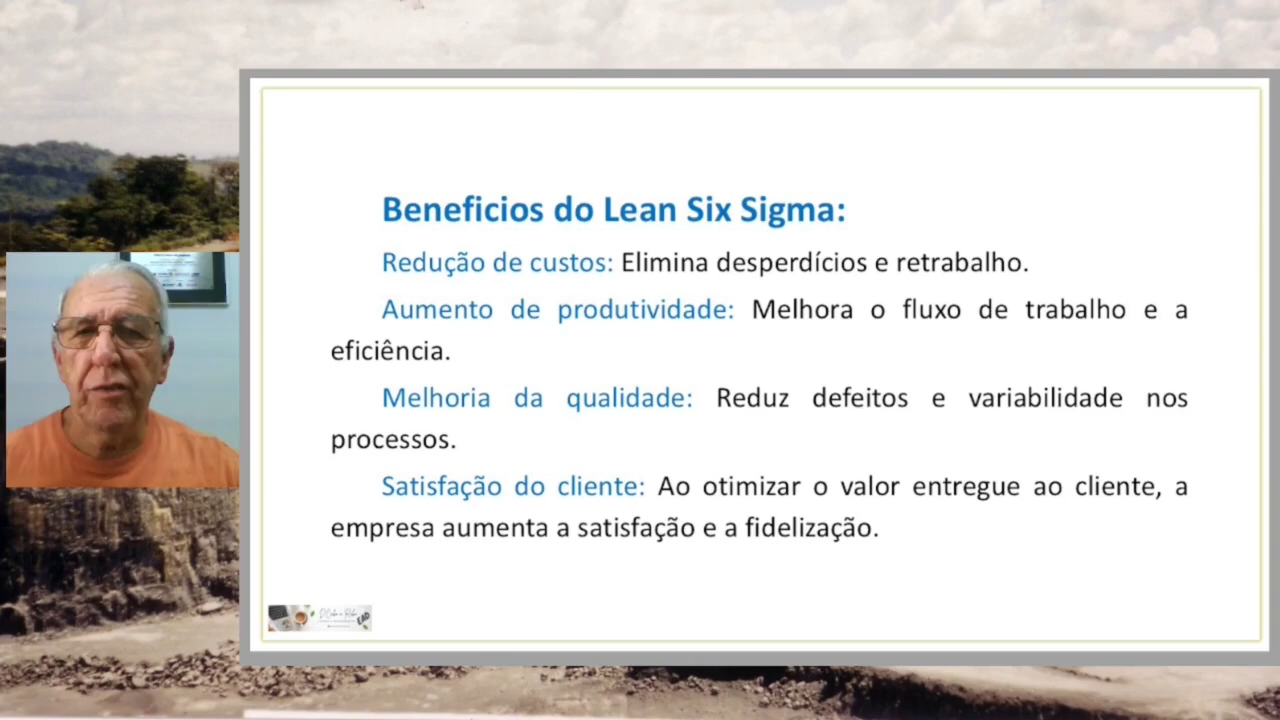 Beneficios do Lean Six Sigma:
Redução de custos: Elimina desperdícios e retrabalho.
Aumento de produtividade: Melhora o fluxo de trabalho e a
eficiência.
Melhoria da qualidade: Reduz defeitos e variabilidade nos
processos.
Satisfação do cliente: Ao otimizar o valor entregue ao cliente, a
empresa aumenta a satisfação e a fidelização.